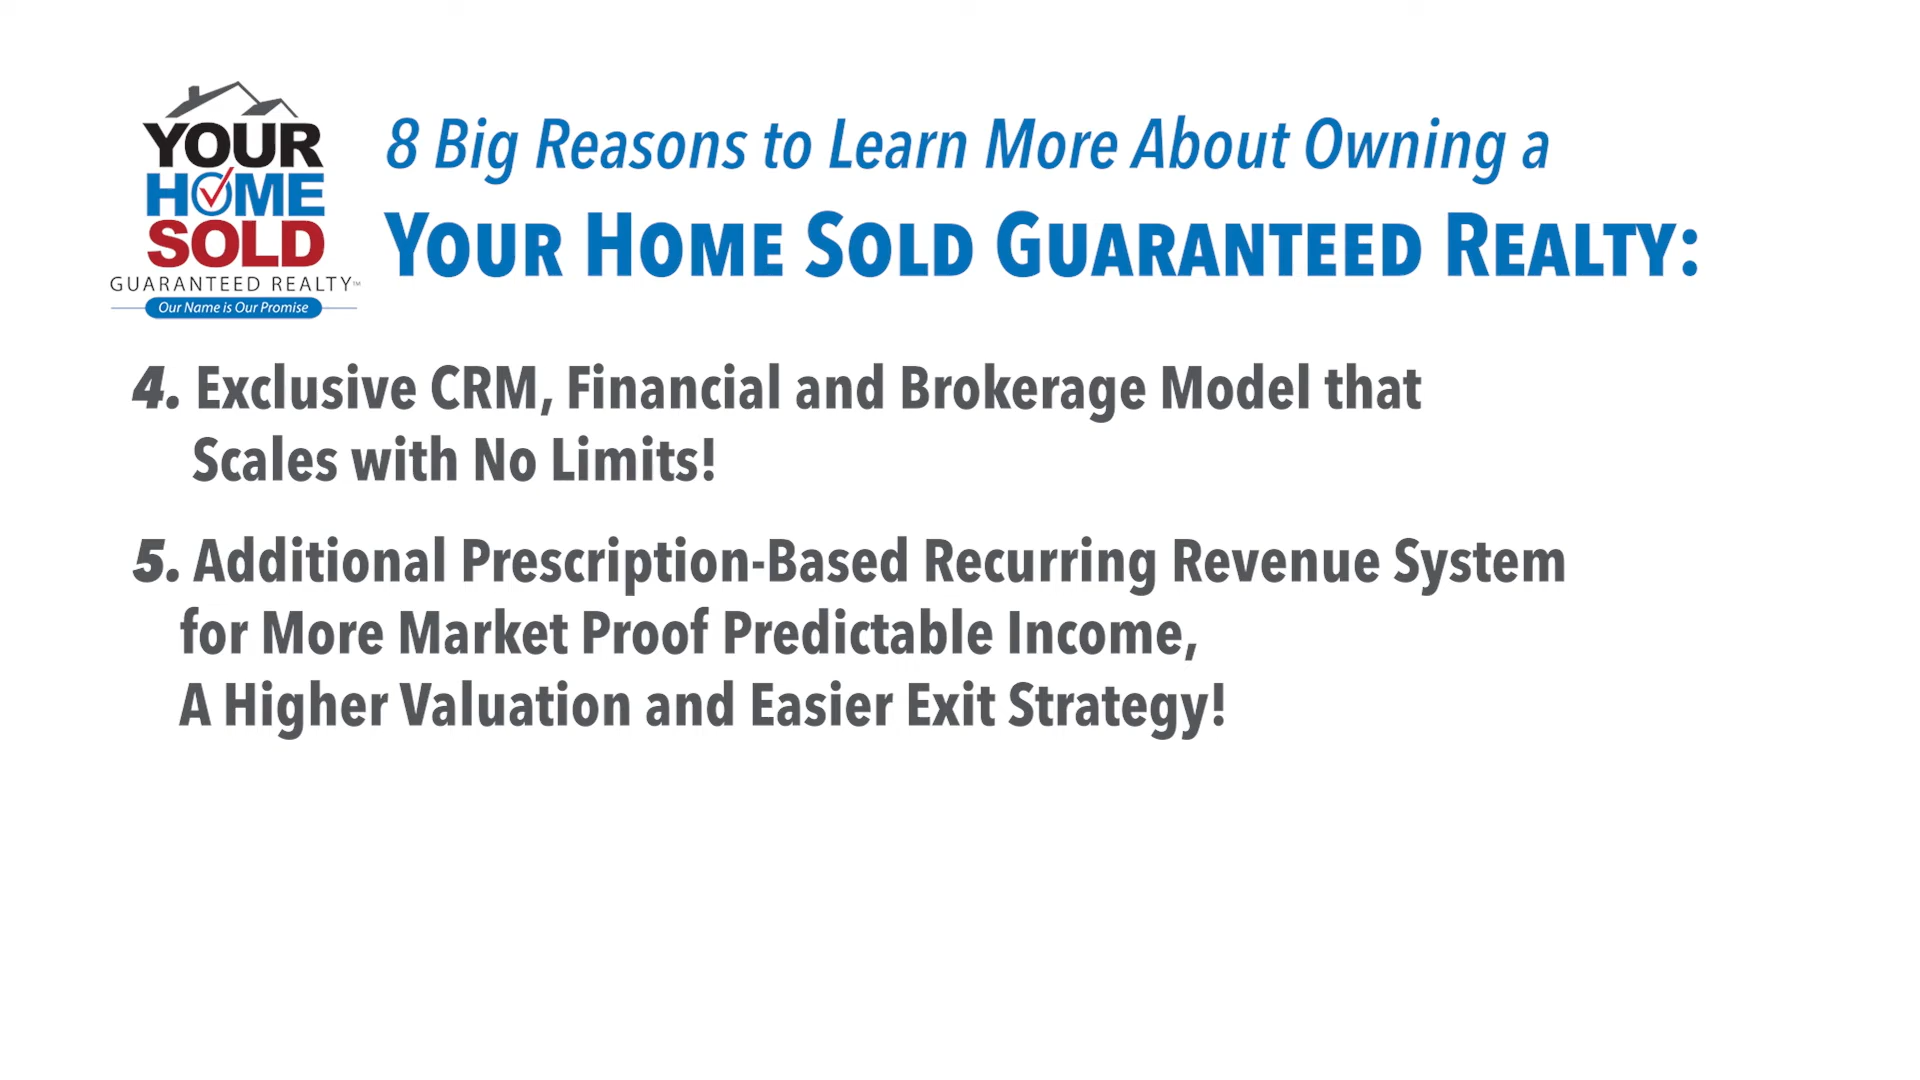 YOUR
HOME
SOLD
GUARANTEED REALTY™
Our Name is Our Promise
8 Big Reasons to Learn More About Owning a
YOUR HOME SOLD GUARANTEED REALTY:
4. Exclusive CRM, Financial and Brokerage Model that
Scales with No Limits!
5. Additional Prescription-Based Recurring Revenue System
for More Market Proof Predictable Income,
A Higher Valuation and Easier Exit Strategy!